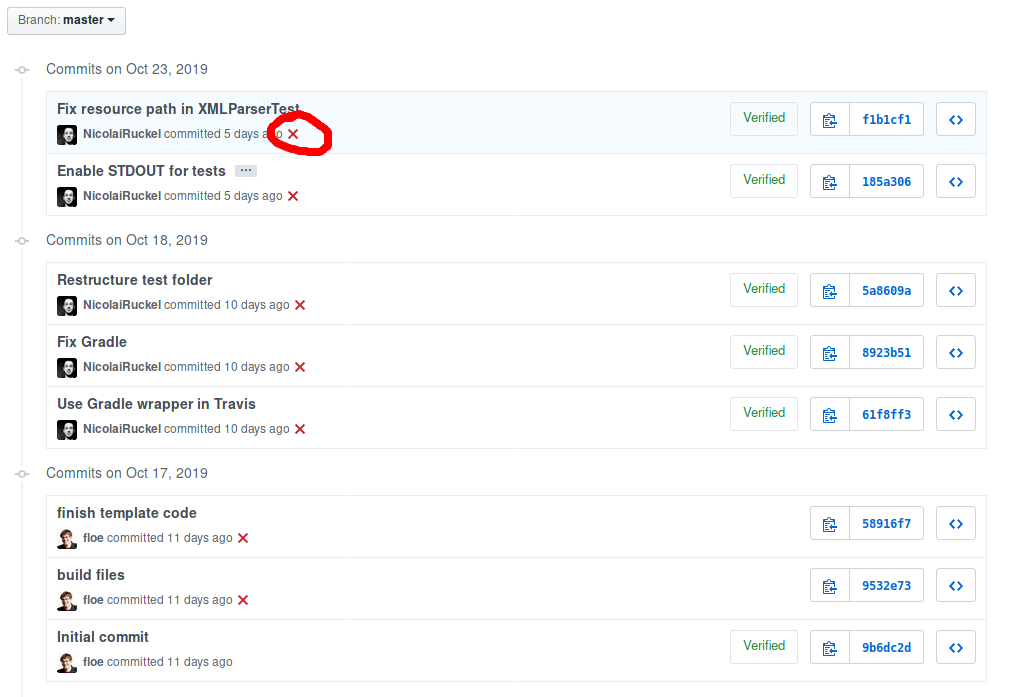 Branch: master
Commits on Oct 23, 2019
Fix resource path in XMLParserTest
NicolaiRuckel committed 5 days ago
Verified
f1b1cf1
Enable STDOUT for tests ...
NicolaiRuckel committed 5 days ago
Verified
185a306
Commits on Oct 18, 2019
Restructure test folder
NicolaiRuckel committed 10 days ago
Verified
5a8609a
Fix Gradle
NicolaiRuckel committed 10 days ago
Verified
8923b51
Use Gradle wrapper in Travis
NicolaiRuckel committed 10 days ago
Verified
61f8ff3
Commits on Oct 17, 2019
finish template code
floe committed 11 days ago
58916f7
build files
floe committed 11 days ago
9532e73
Initial commit
floe committed 11 days ago
Verified
9b6dc2d